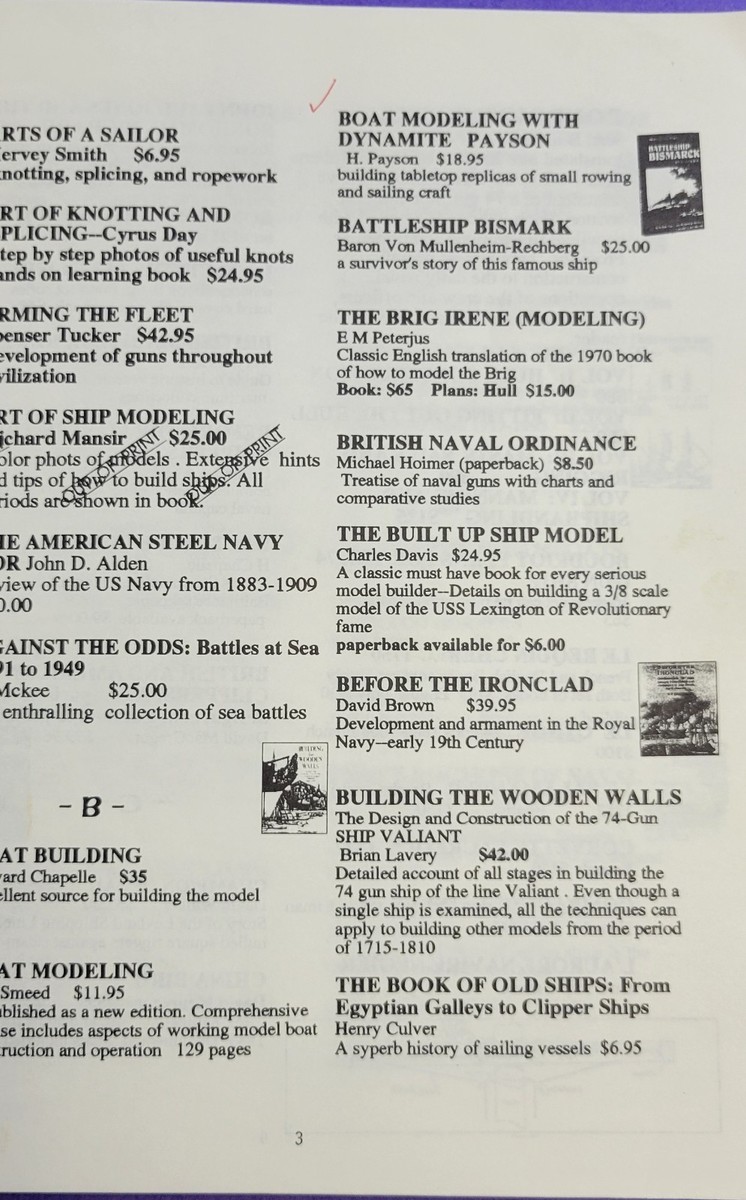 RTS OF A SAILOR
ervey Smith $6.95
notting, splicing, and ropework
RT OF KNOTTING AND
PLICING--Cyrus Day
tep by step photos of useful knots
ands on learning book $24.95
RMING THE FLEET
enser Tucker $42.95
evelopment of guns throughout
vilization
RT OF SHIP MODELING
ichard Mansir $25.00
olor phots of models . Extensive hints
d tips of how to build ships. All
riods are shown in book.
OUT OF PRINT
OUT OF PRINT
IE AMERICAN STEEL NAVY
OR John D. Alden
view of the US Navy from 1883-1909
0.00
GAINST THE ODDS: Battles at Sea
91 to 1949
Mckee $25.00
enthralling collection of sea battles
- B -
AT BUILDING
ard Chapelle $35
ellent source for building the model
AT MODELING
Smeed $11.95
ublished as a new edition. Comprehensive
se includes aspects of working model boat
ruction and operation 129 pages
BOAT MODELING WITH
DYNAMITE PAYSON
H. Payson $18.95
building tabletop replicas of small rowing
and sailing craft
BATTLESHIP
BISMARCK
BATTLESHIP BISMARK
Baron Von Mullenheim-Rechberg $25.00
a survivor's story of this famous ship
THE BRIG IRENE (MODELING)
E M Peterjus
Classic English translation of the 1970 book
of how to model the Brig
Book: $65 Plans: Hull $15.00
BRITISH NAVAL ORDINANCE
Michael Hoimer (paperback) $8.50
Treatise of naval guns with charts and
comparative studies
THE BUILT UP SHIP MODEL
Charles Davis $24.95
A classic must have book for every serious
model builder--Details on building a 3/8 scale
model of the USS Lexington of Revolutionary
fame
paperback available for $6.00
BEFORE THE IRONCLAD
David Brown $39.95
Development and armament in the Royal
Navy--early 19th Century
IRONCLAD
BUILDING
WOODEN
WALLS
BUILDING THE WOODEN WALLS
The Design and Construction of the 74-Gun
SHIP VALIANT
Brian Lavery $42.00
Detailed account of all stages in building the
74 gun ship of the line Valiant . Even though a
single ship is examined, all the techniques can
apply to building other models from the period
of 1715-1810
THE BOOK OF OLD SHIPS: From
Egyptian Galleys to Clipper Ships
Henry Culver
A syperb history of sailing vessels $6.95
3